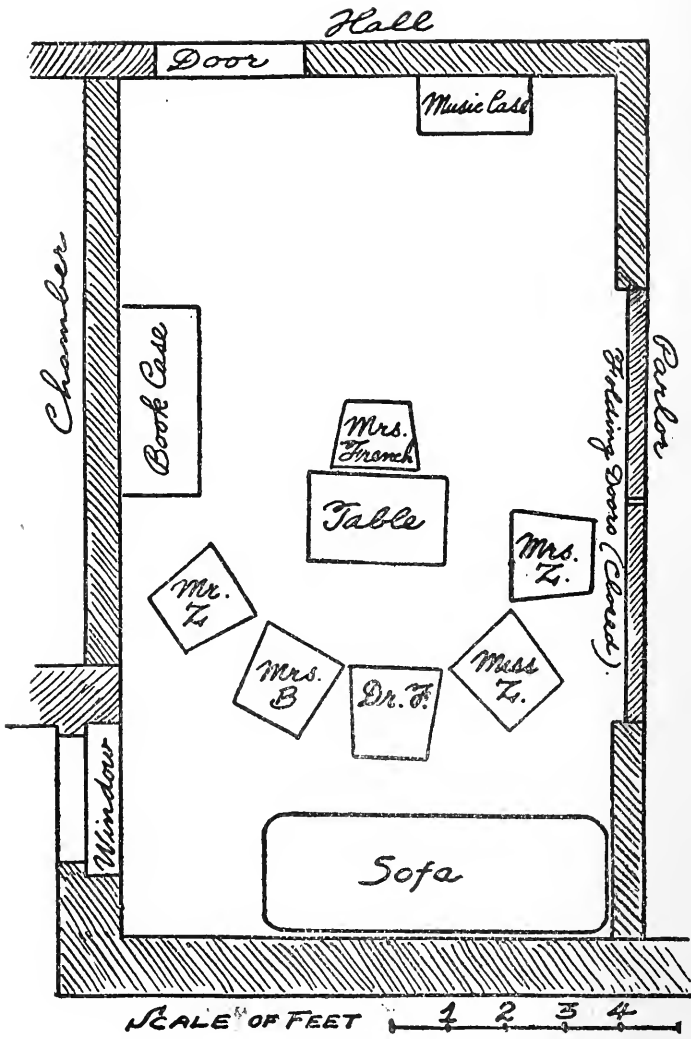 Hall
Door
Music Case
Chamber
Book Case
Parlor
Folding Doors (Closed).
Mrs.
French
Table
Mrs.
Z.
Mr.
Z
Mrs.
B
Dr. F.
Miss
Z.
Window
Sofa
SCALE OF FEET 1 2 3 4